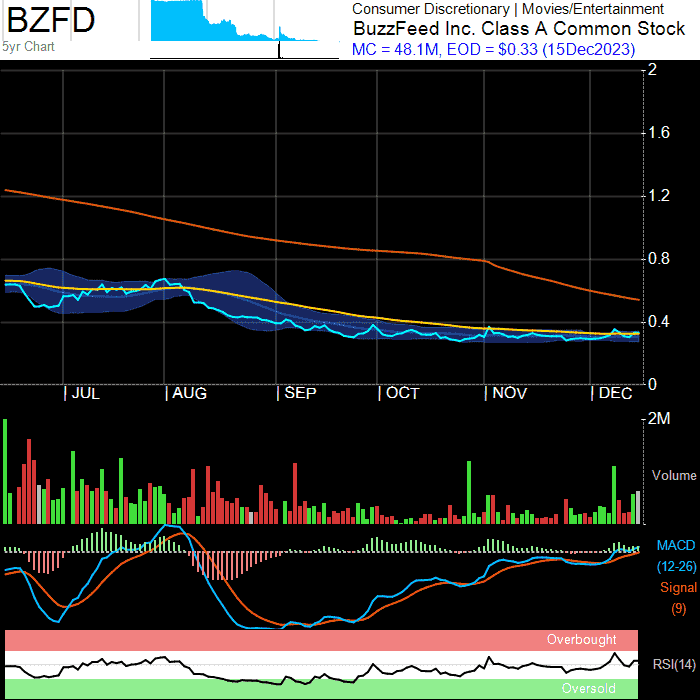 BZFD
5yr Chart
Consumer Discretionary | Movies/Entertainment
BuzzFeed Inc. Class A Common Stock
MC = 48.1M, EOD = $0.33 (15Dec2023)
2
1.6
1.2
0.8
0.4
0
| JUL | AUG | SEP | OCT | NOV | DEC
2M
Volume
MACD
(12-26)
Signal
(9)
Overbought
RSI(14)
Oversold